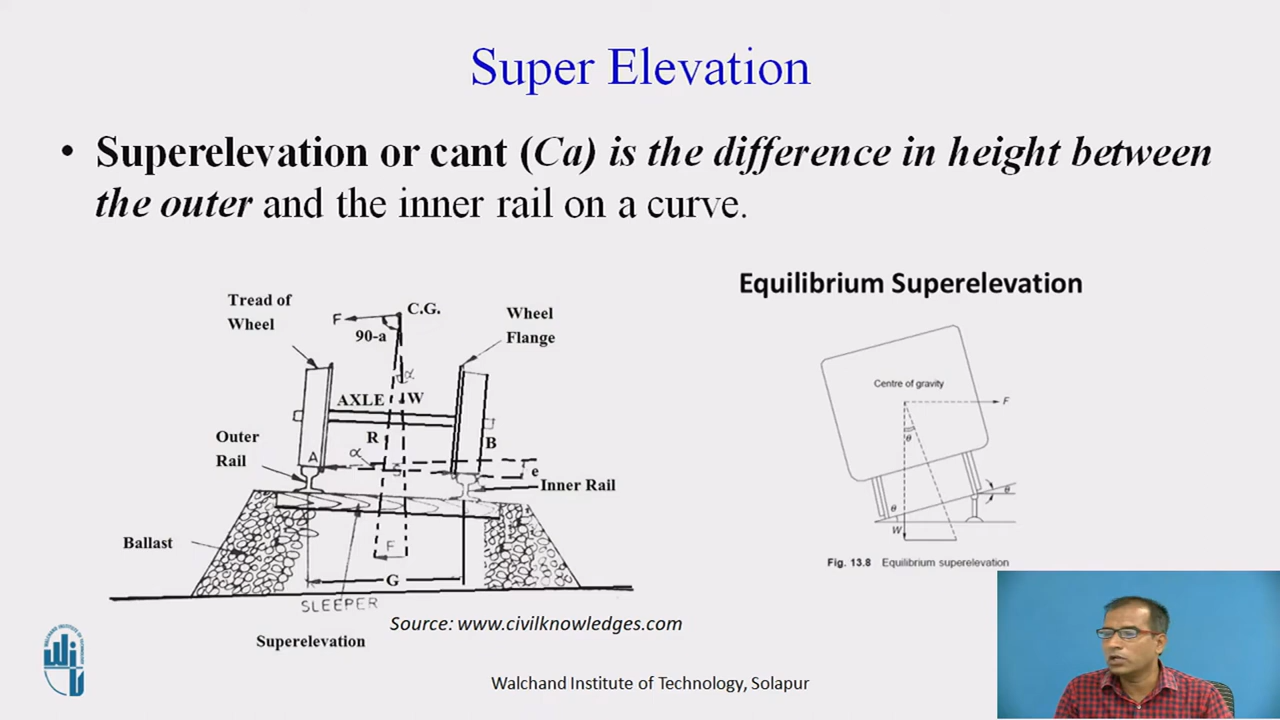 Super Elevation
• Superelevation or cant (Ca) is the difference in height between
the outer and the inner rail on a curve.
Tread of
Wheel
F
C.G.
90-a
Wheel
Flange
α
AXLE
W
R
B
Outer
Rail
A
α
e
Inner Rail
Ballast
F
G
SLEEPER
Superelevation
Source: www.civilknowledges.com
Equilibrium Superelevation
Centre of gravity
F
θ
θ
θ
W
Fig. 13.8 Equilibrium superelevation
Walchand Institute of Technology, Solapur